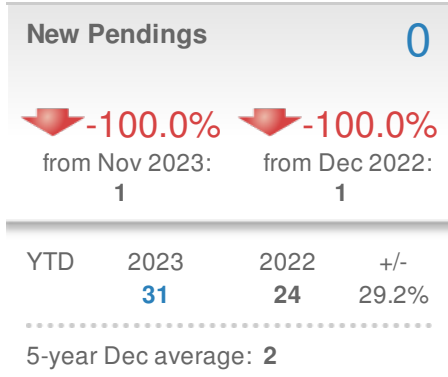 New Pendings 0
-100.0% -100.0%
from Nov 2023: from Dec 2022:
1 1
YTD 2023 2022 +/-
31 24 29.2%
5-year Dec average: 2